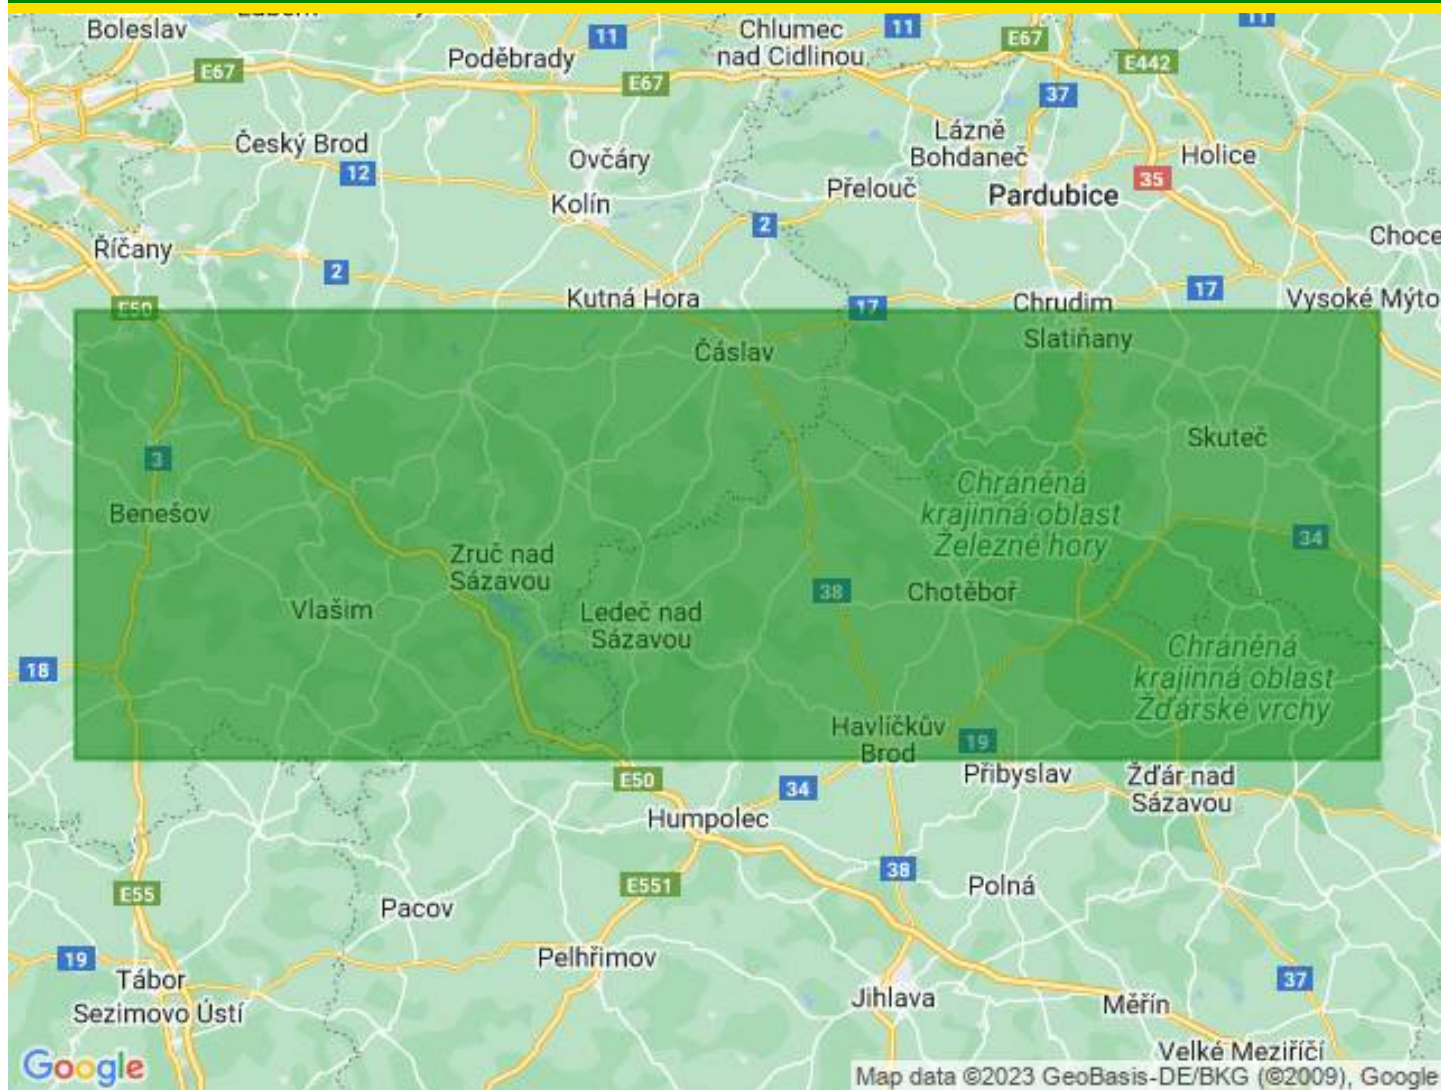 Boleslav
11
Chlumec
nad Cidlinou
11
E67
11
Poděbrady
E67
E67
E442
37
Český Brod
12
Ovčáry
Lázně
Bohdaneč
Holice
35
Kolín
Přelouč
Pardubice
2
Říčany
2
Choce
Kutná Hora
17
Chrudim
17
Vysoké Mýto
E50
Čáslav
Slatiňany
3
Skuteč
Benešov
Chráněná
krajinná oblast
Železné hory
34
Zruč nad
Sázavou
38
Chotěboř
Vlašim
Ledeč nad
Sázavou
18
Chráněná
krajinná oblast
Žďárské vrchy
Havlíčkův
Brod
19
E50
34
Přibyslav
Žďár nad
Sázavou
Humpolec
38
E55
E551
Polná
Pacov
19
Pelhřimov
Tábor
37
Sezimovo Ústí
Jihlava
Měřín
Velké Meziříčí
Google
Map data ©2023 GeoBasis-DE/BKG (©2009), Google